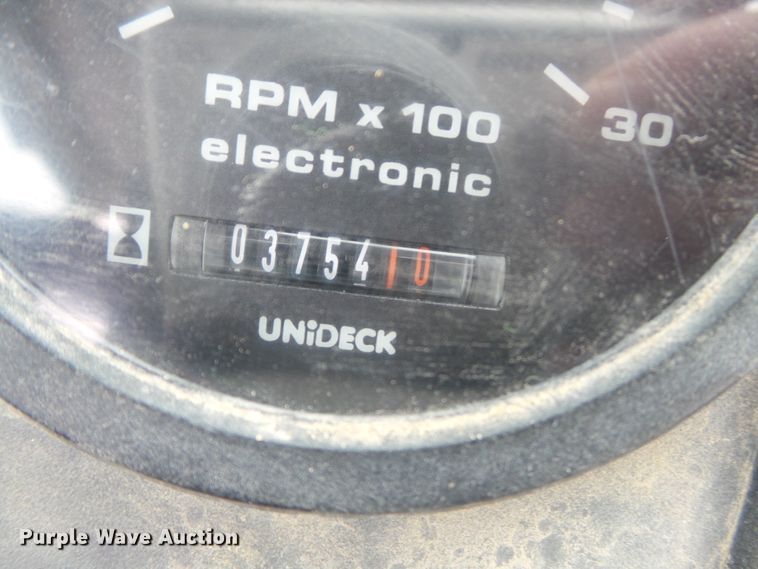 RPM x 100
30
electronic
0375410
UNiDECK
Purple Wave Auction